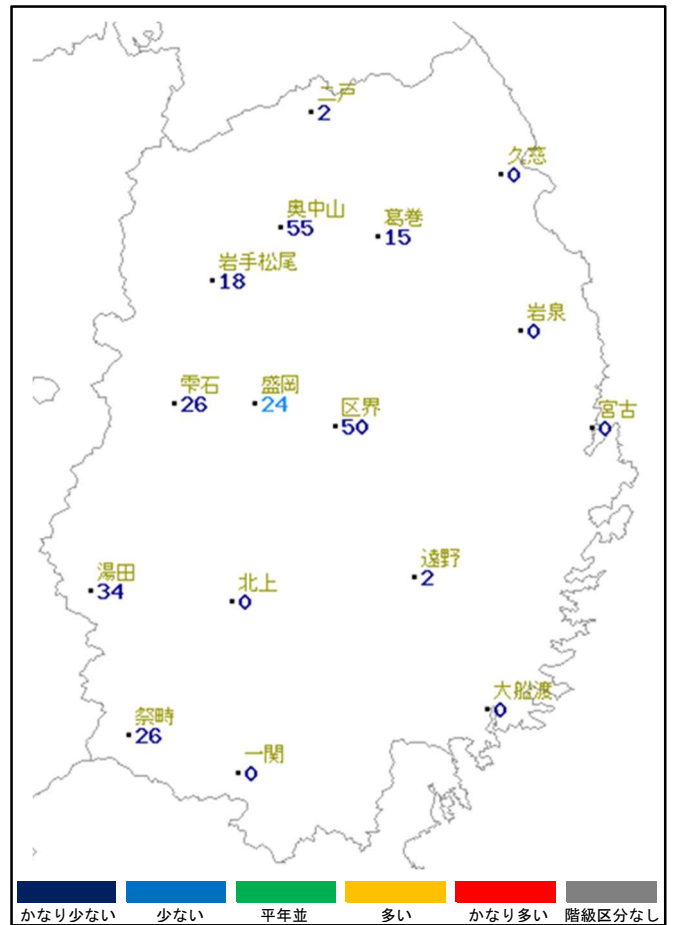 二戸
2
久慈
0
奥中山
55
葛巻
15
岩手松尾
18
岩泉
0
雫石
26
盛岡
24
区界
50
宮古
0
湯田
34
北上
0
遠野
2
大船渡
0
祭畤
26
一関
0
かなり少ない 少ない 平年並 多い かなり多い 階級区分なし